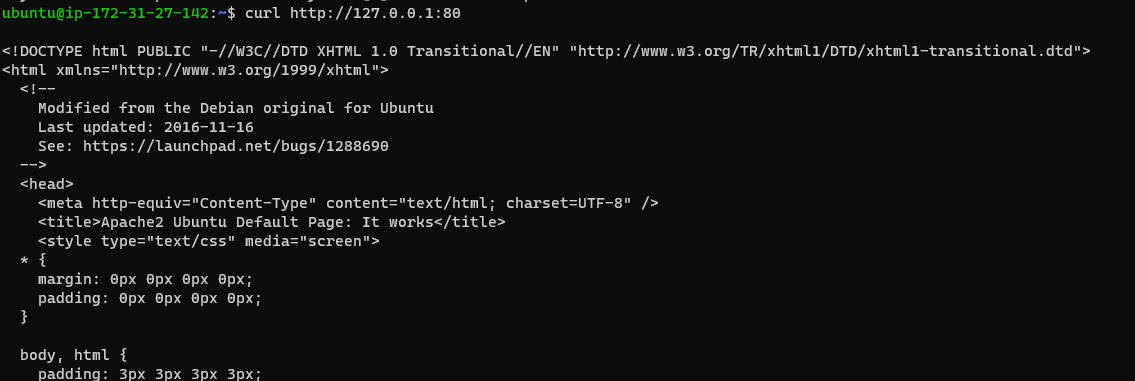 ubuntu@ip-172-31-27-142:~$ curl http://127.0.0.1:80
<!DOCTYPE html PUBLIC "-//W3C//DTD XHTML 1.0 Transitional//EN" "http://www.w3.org/TR/xhtml1/DTD/xhtml1-transitional.dtd">
<html xmlns="http://www.w3.org/1999/xhtml">
  <!--
    Modified from the Debian original for Ubuntu
    Last updated: 2016-11-16
    See: https://launchpad.net/bugs/1288690
  -->
  <head>
    <meta http-equiv="Content-Type" content="text/html; charset=UTF-8" />
    <title>Apache2 Ubuntu Default Page: It works</title>
    <style type="text/css" media="screen">
  * {
    margin: 0px 0px 0px 0px;
    padding: 0px 0px 0px 0px;
  }
  body, html {
    padding: 3px 3px 3px 3px;